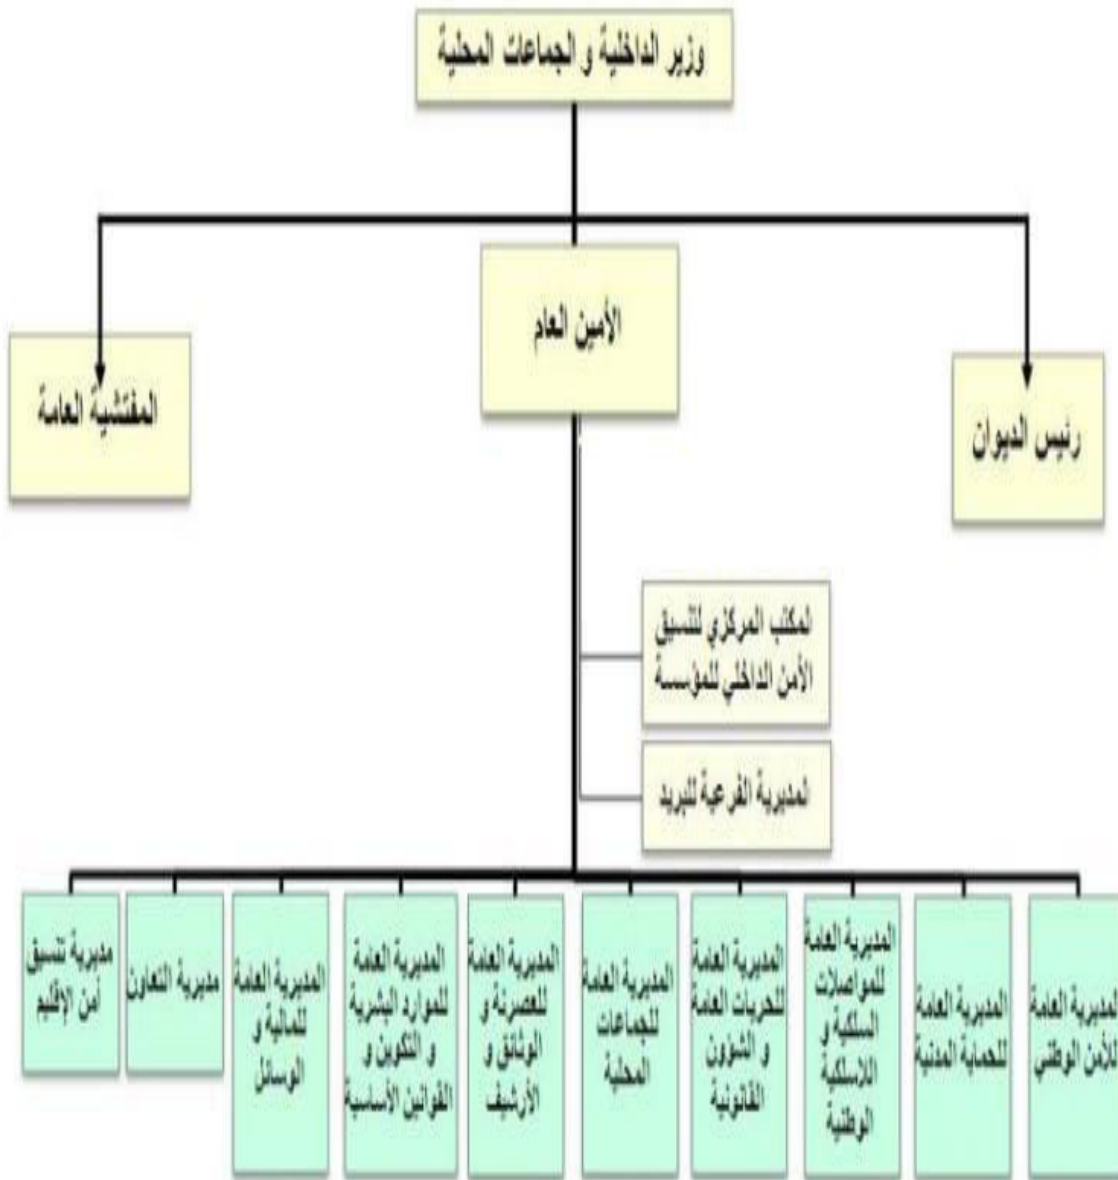 وزير الداخلية و الجماعات المحلية
الأمين العام
رئيس الديوان
المفتشية العامة
المكتب المركزي لتنسيق
الأمن الداخلي للمؤسسة
لمديرية الفرعية للبريد
المديرية العامة
للأمن الوطني
المديرية العامة
للحماية المدنية
المديرية العامة
للمواصلات
السلكية و
اللاسلكية
الوطنية
المديرية العامة
للحريات العامة
و الشؤون
القانونية
المديرية العامة
للجماعات
المحلية
المديرية العامة
للعصرنة و
الوثائق و
الأرشيف
المديرية العامة
للموارد البشرية
و التكوين و
القوانين الأساسية
المديرية العامة
للمالية و
الوسائل
مديرية التعاون
مديرية تنسيق
أمن الإقليم